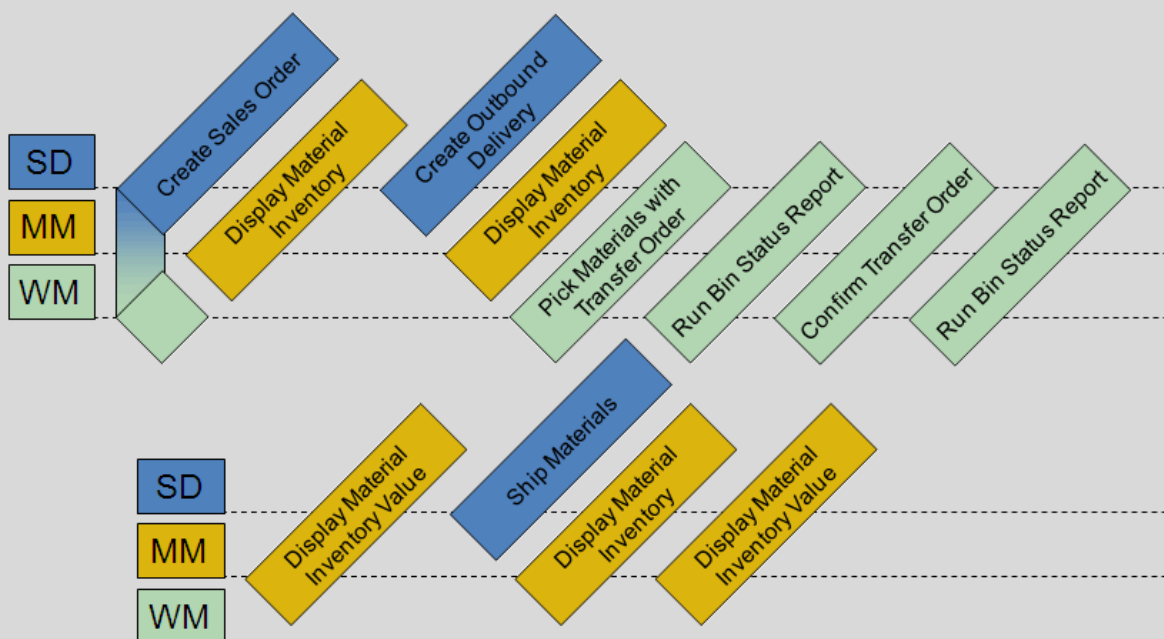 SD
MM
WM
Create Sales Order
Display Material
Inventory
Create Outbound
Delivery
Display Material
Inventory
Pick Materials with
Transfer Order
Run Bin Status Report
Confirm Transfer Order
Run Bin Status Report
SD
MM
WM
Display Material
Inventory Value
Ship Materials
Display Material
Inventory
Display Material
Inventory Value